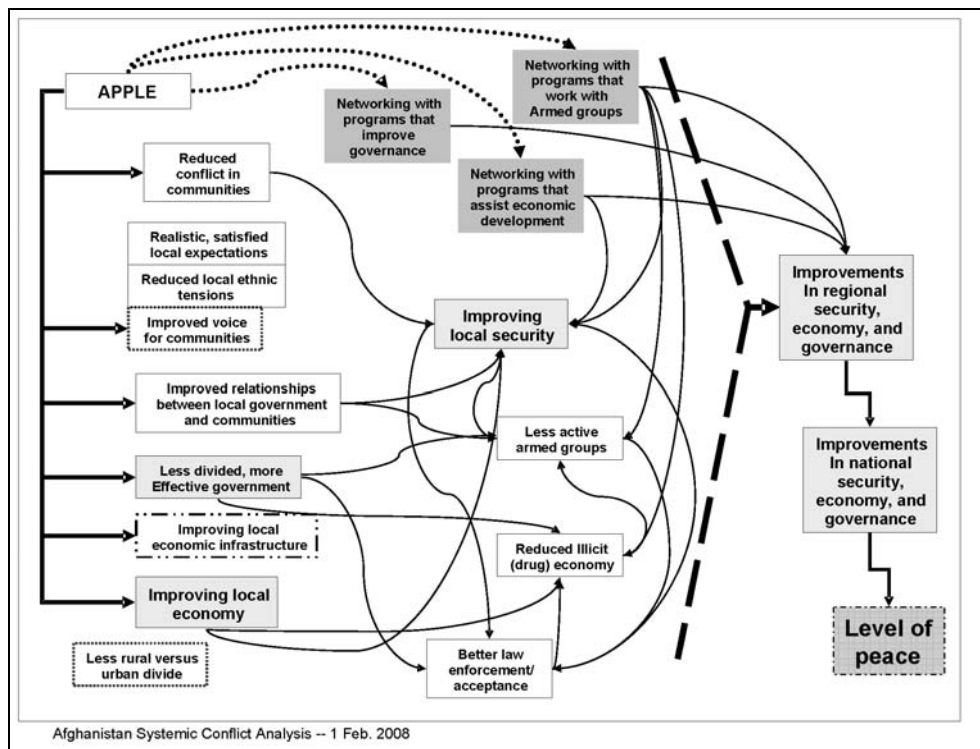 APPLE
Networking with
programs that
improve
governance
Networking with
programs that
work with
Armed groups
Networking with
programs that
assist economic
development
Reduced
conflict in
communities
Realistic, satisfied
local expectations
Reduced local ethnic
tensions
Improved voice
for communities
Improved relationships
between local government
and communities
Less divided, more
Effective government
Improving local
economic infrastructure
Improving local
economy
Less rural versus
urban divide
Improving
local security
Less active
armed groups
Reduced Illicit
(drug) economy
Better law
enforcement/
acceptance
Improvements
In regional
security,
economy, and
governance
Improvements
In national
security,
economy, and
governance
Level of
peace
Afghanistan Systemic Conflict Analysis -- 1 Feb. 2008